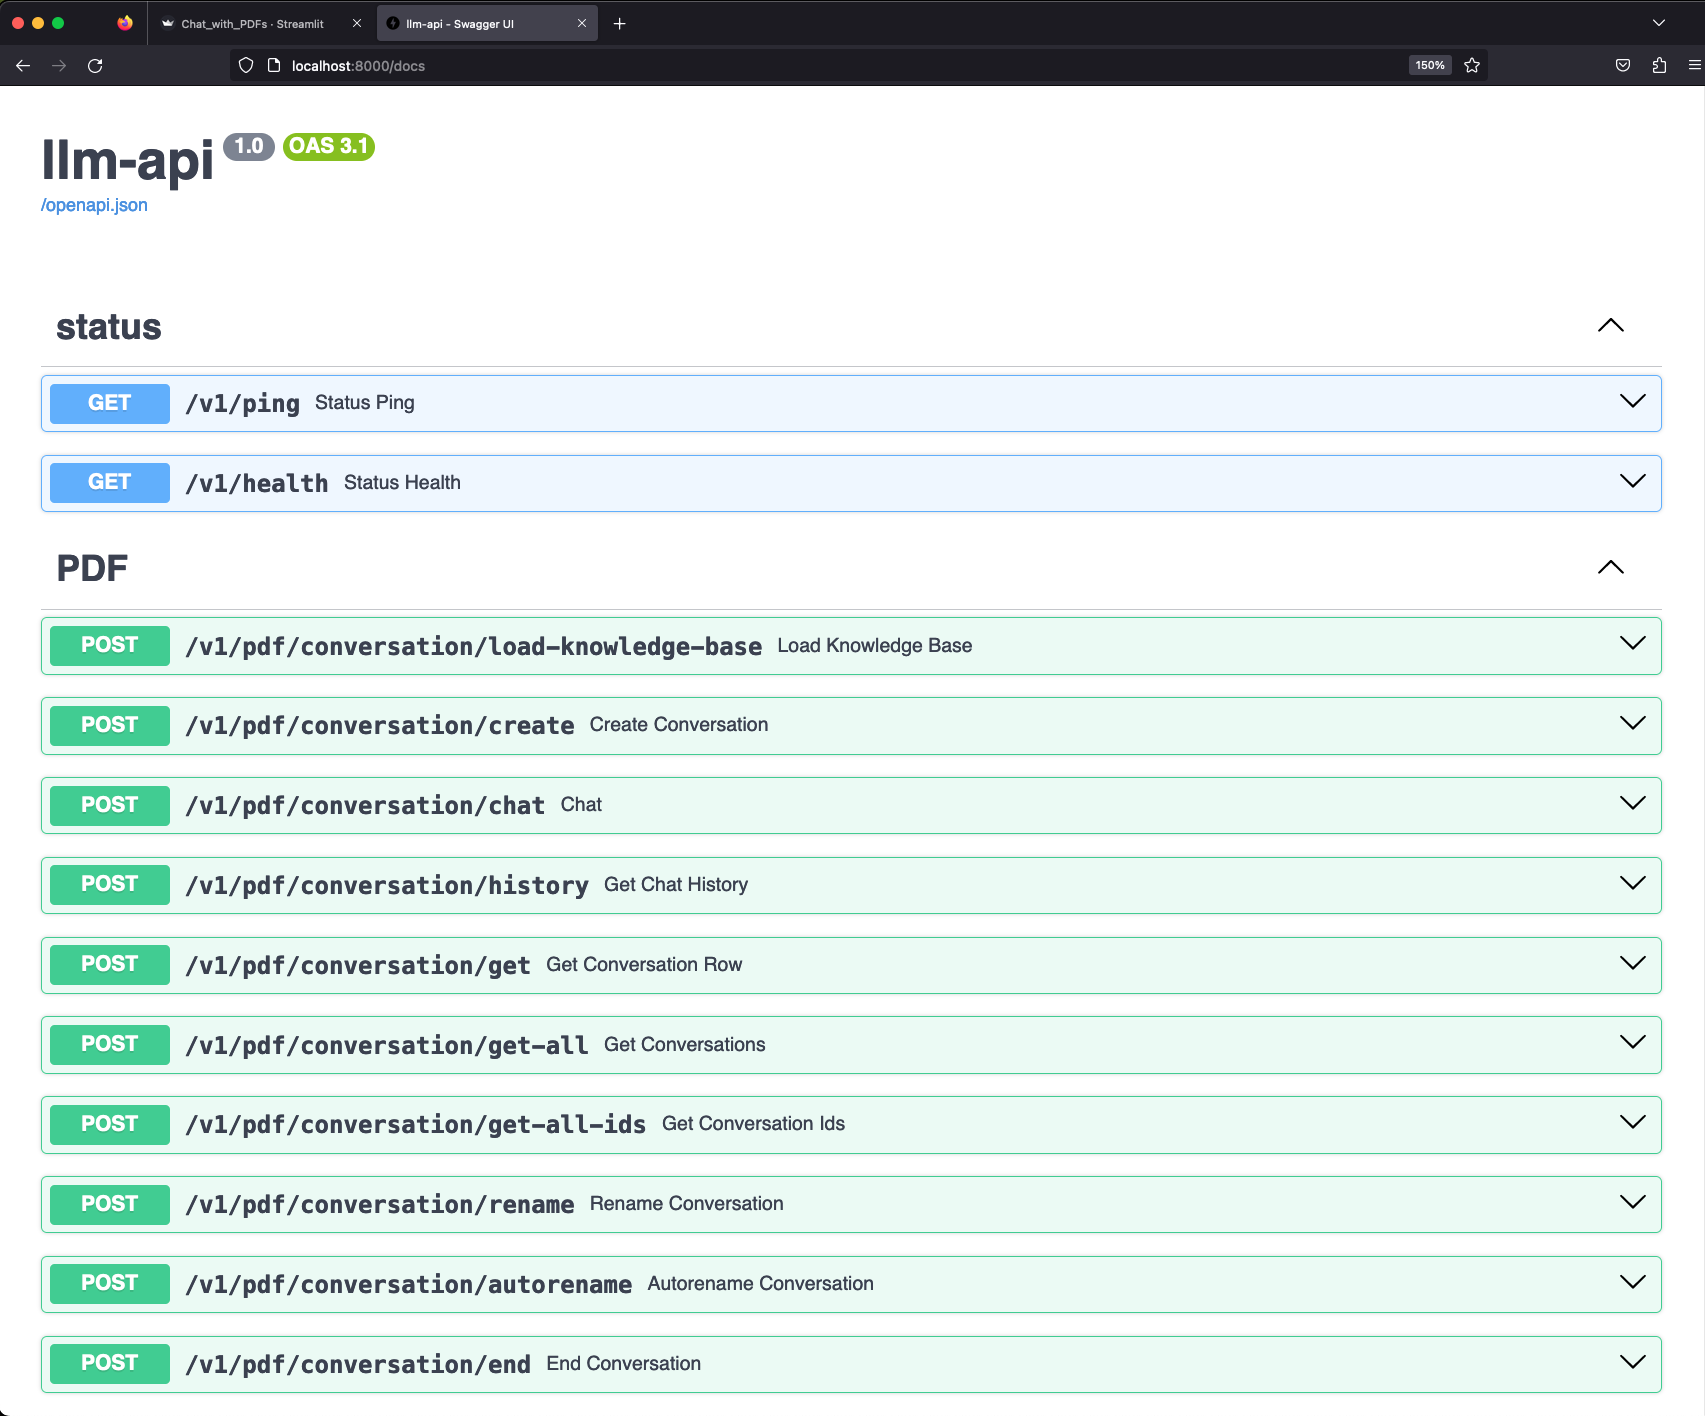 Chat_with_PDFs · Streamlit
llm-api - Swagger UI
localhost:8000/docs
150%
llm-api 1.0 OAS 3.1
/openapi.json
status
GET /v1/ping Status Ping
GET /v1/health Status Health
PDF
POST /v1/pdf/conversation/load-knowledge-base Load Knowledge Base
POST /v1/pdf/conversation/create Create Conversation
POST /v1/pdf/conversation/chat Chat
POST /v1/pdf/conversation/history Get Chat History
POST /v1/pdf/conversation/get Get Conversation Row
POST /v1/pdf/conversation/get-all Get Conversations
POST /v1/pdf/conversation/get-all-ids Get Conversation Ids
POST /v1/pdf/conversation/rename Rename Conversation
POST /v1/pdf/conversation/autorename Autorename Conversation
POST /v1/pdf/conversation/end End Conversation